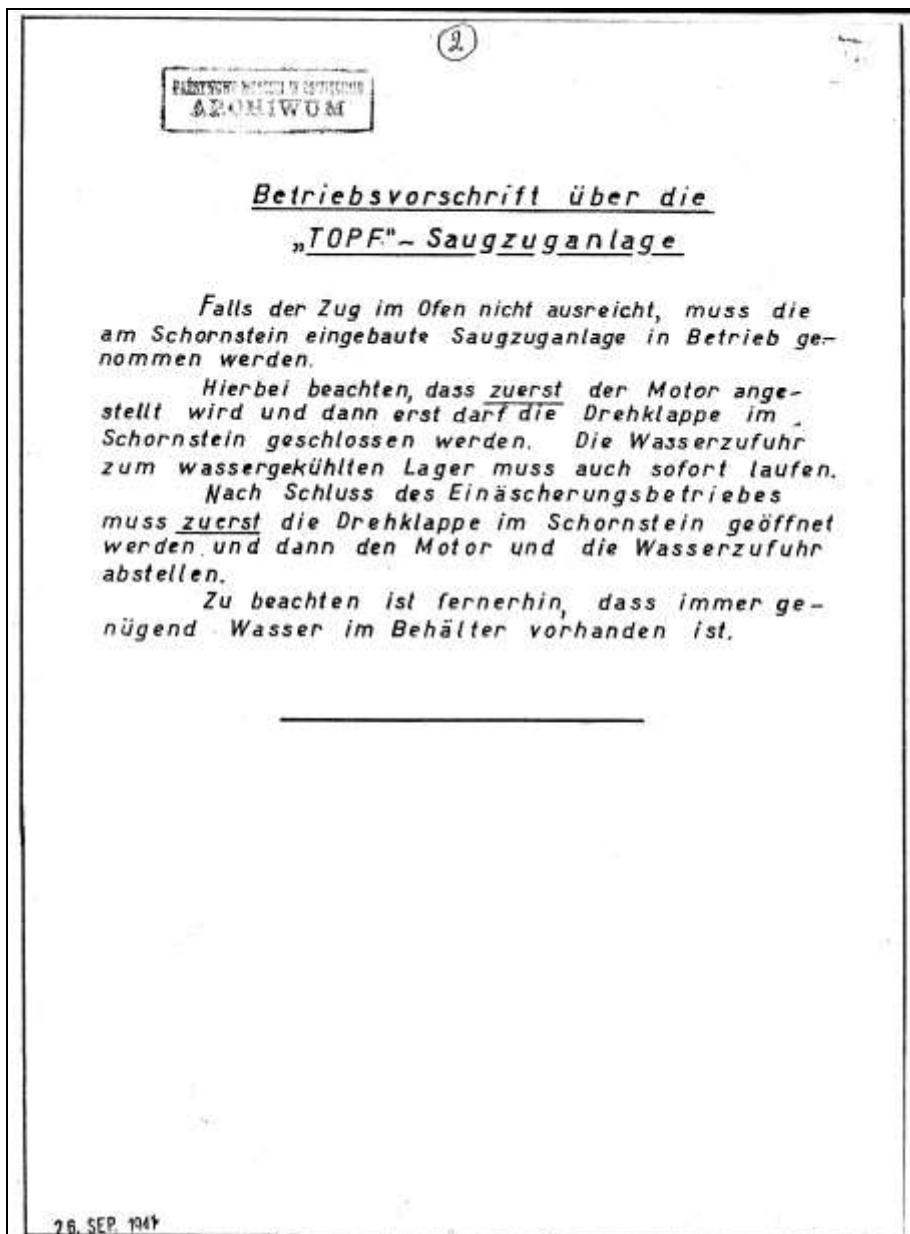 2
ARCHIWUM
Betriebsvorschrift über die
„TOPF"- Saugzuganlage
Falls der Zug im Ofen nicht ausreicht, muss die
am Schornstein eingebaute Saugzuganlage in Betrieb ge-
nommen werden.
Hierbei beachten, dass zuerst der Motor ange-
stellt wird und dann erst darf die Drehklappe im
Schornstein geschlossen werden. Die Wasserzufuhr
zum wassergekühlten Lager muss auch sofort laufen.
Nach Schluss des Einäscherungsbetriebes
muss zuerst die Drehklappe im Schornstein geöffnet
werden und dann den Motor und die Wasserzufuhr
abstellen.
Zu beachten ist fernerhin, dass immer ge-
nügend Wasser im Behälter vorhanden ist.
26. SEP. 1941